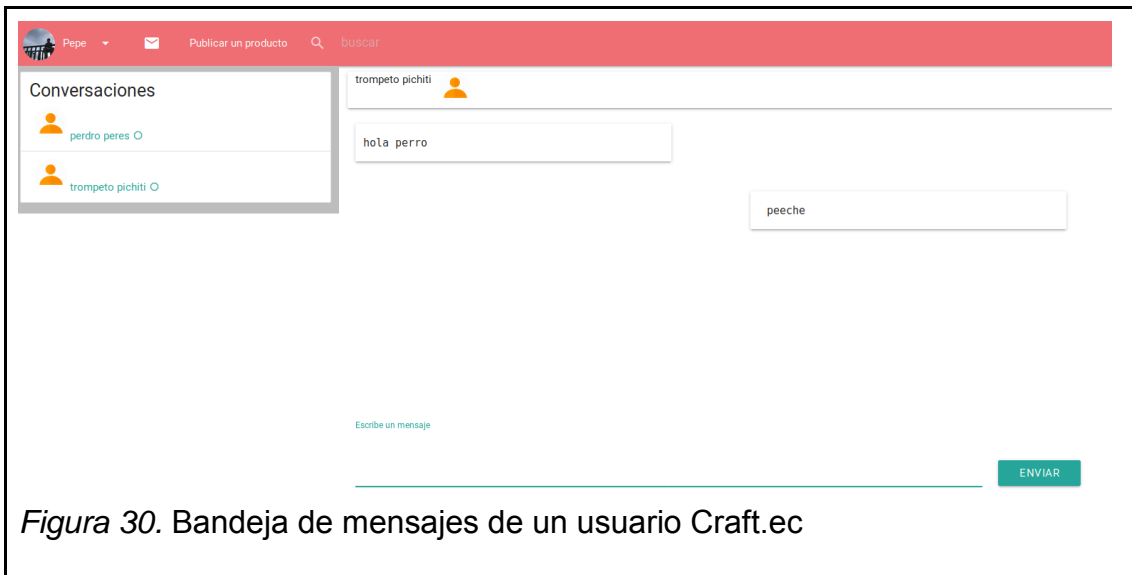 Pepe Publicar un producto buscar
Conversaciones
perdro peres
trompeto pichiti
trompeto pichiti
hola perro
peeche
Escribe un mensaje
ENVIAR
Figura 30. Bandeja de mensajes de un usuario Craft.ec